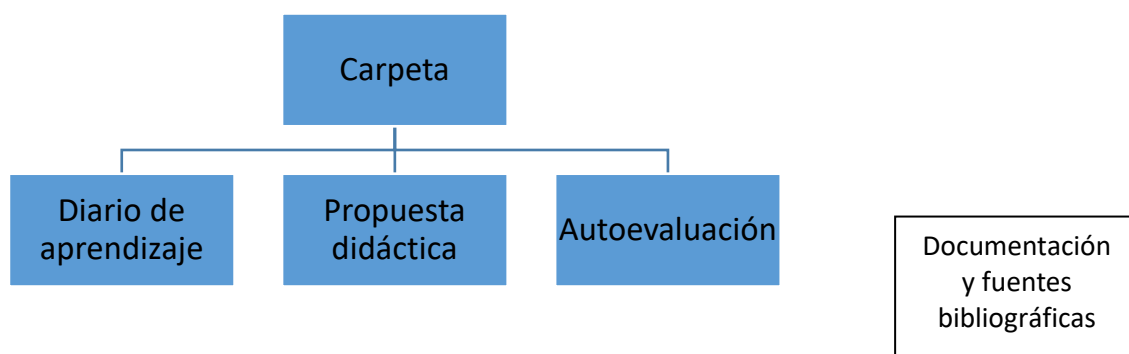 Carpeta
Diario de
aprendizaje
Propuesta
didáctica
Autoevaluación
Documentación
y fuentes
bibliográficas